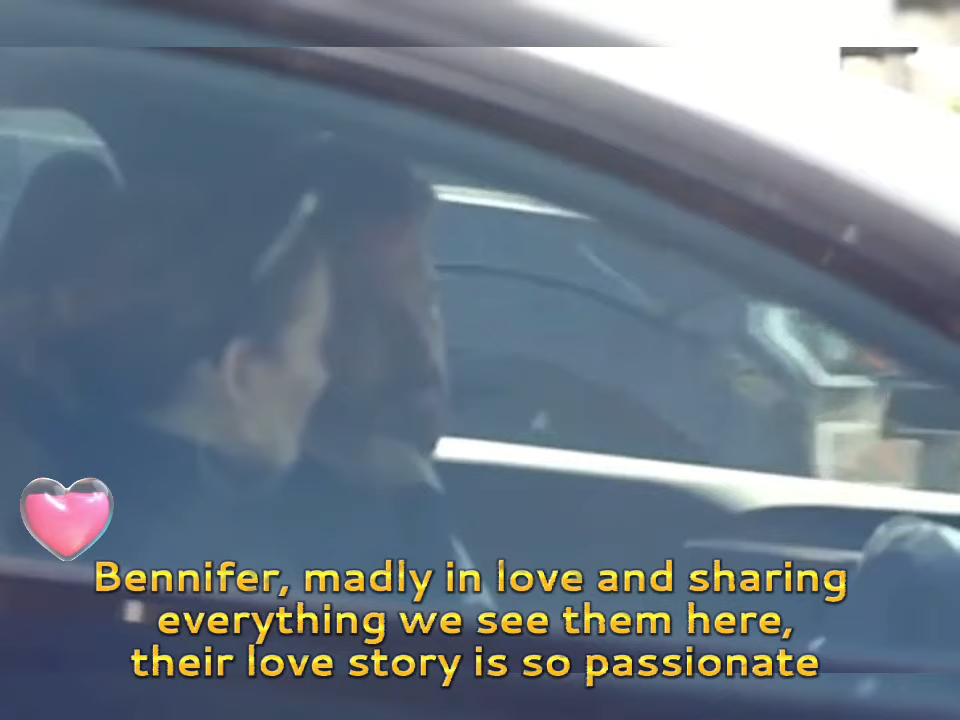 Bennifer, madly in love and sharing
everything we see them here,
their love story is so passionate